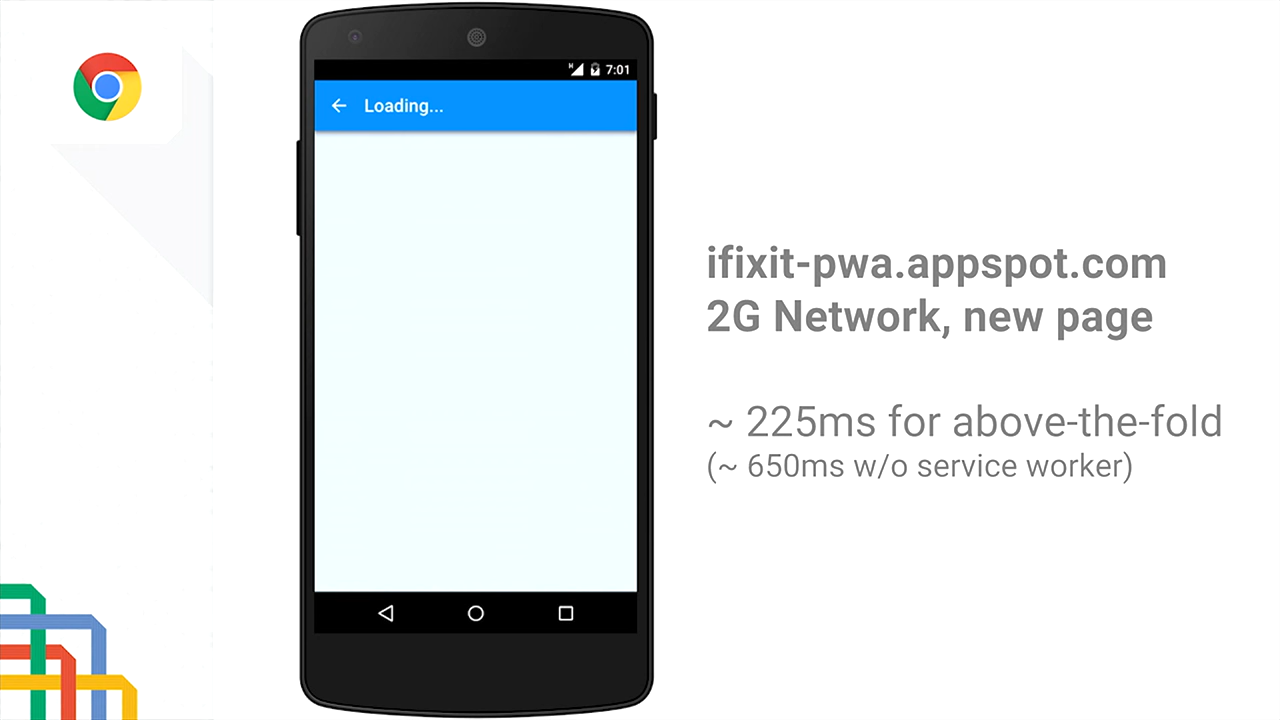 7:01
Loading...
ifixit-pwa.appspot.com
2G Network, new page
~ 225ms for above-the-fold
(~ 650ms w/o service worker)